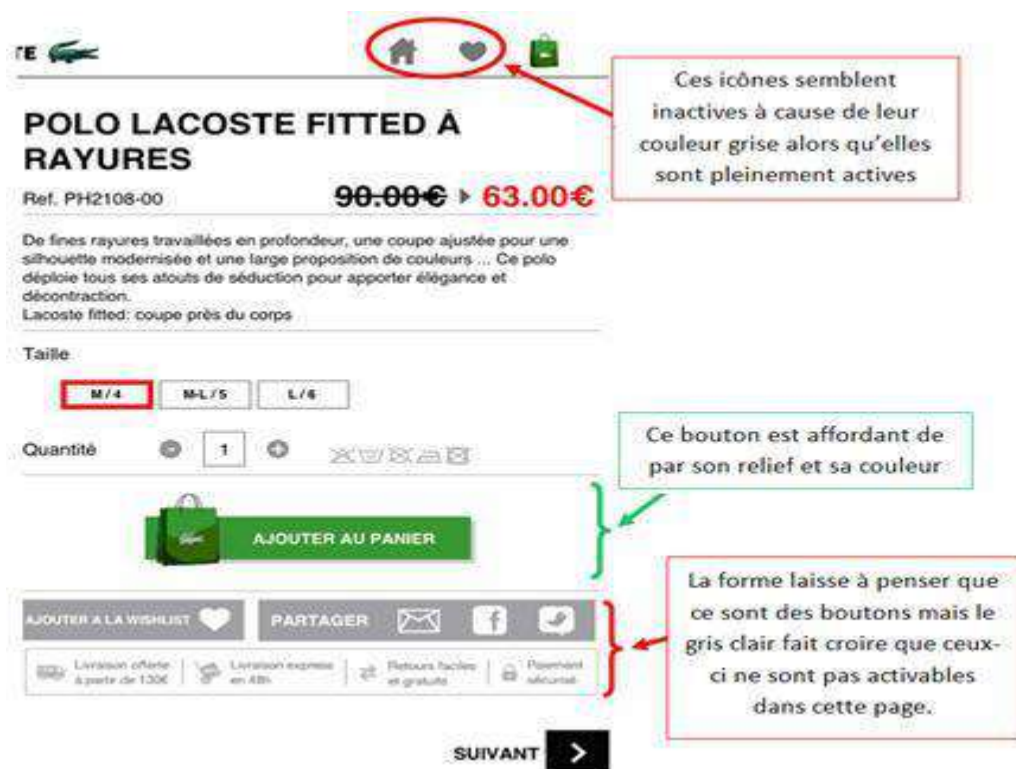 TE
POLO LACOSTE FITTED À
RAYURES
Ref. PH2108-00
90.00€ 63.00€
De fines rayures travaillées en profondeur, une coupe ajustée pour une
silhouette modernisée et une large proposition de couleurs ... Ce polo
déploie tous ses atouts de séduction pour apporter élégance et
décontraction.
Lacoste fitted: coupe près du corps
Taille
M / 4
M-L / 5
L / 6
Quantité
1
AJOUTER AU PANIER
AJOUTER A LA WISHLIST
PARTAGER
f
Livraison offerte
à partir de 130€
Livraison express
en 48h
Retours faciles
et gratuits
Paiement
sécurisé
SUIVANT >
Ces icônes semblent
inactives à cause de leur
couleur grise alors qu'elles
sont pleinement actives
Ce bouton est affordant de
par son relief et sa couleur
La forme laisse à penser que
ce sont des boutons mais le
gris clair fait croire que ceux-
ci ne sont pas activables
dans cette page.